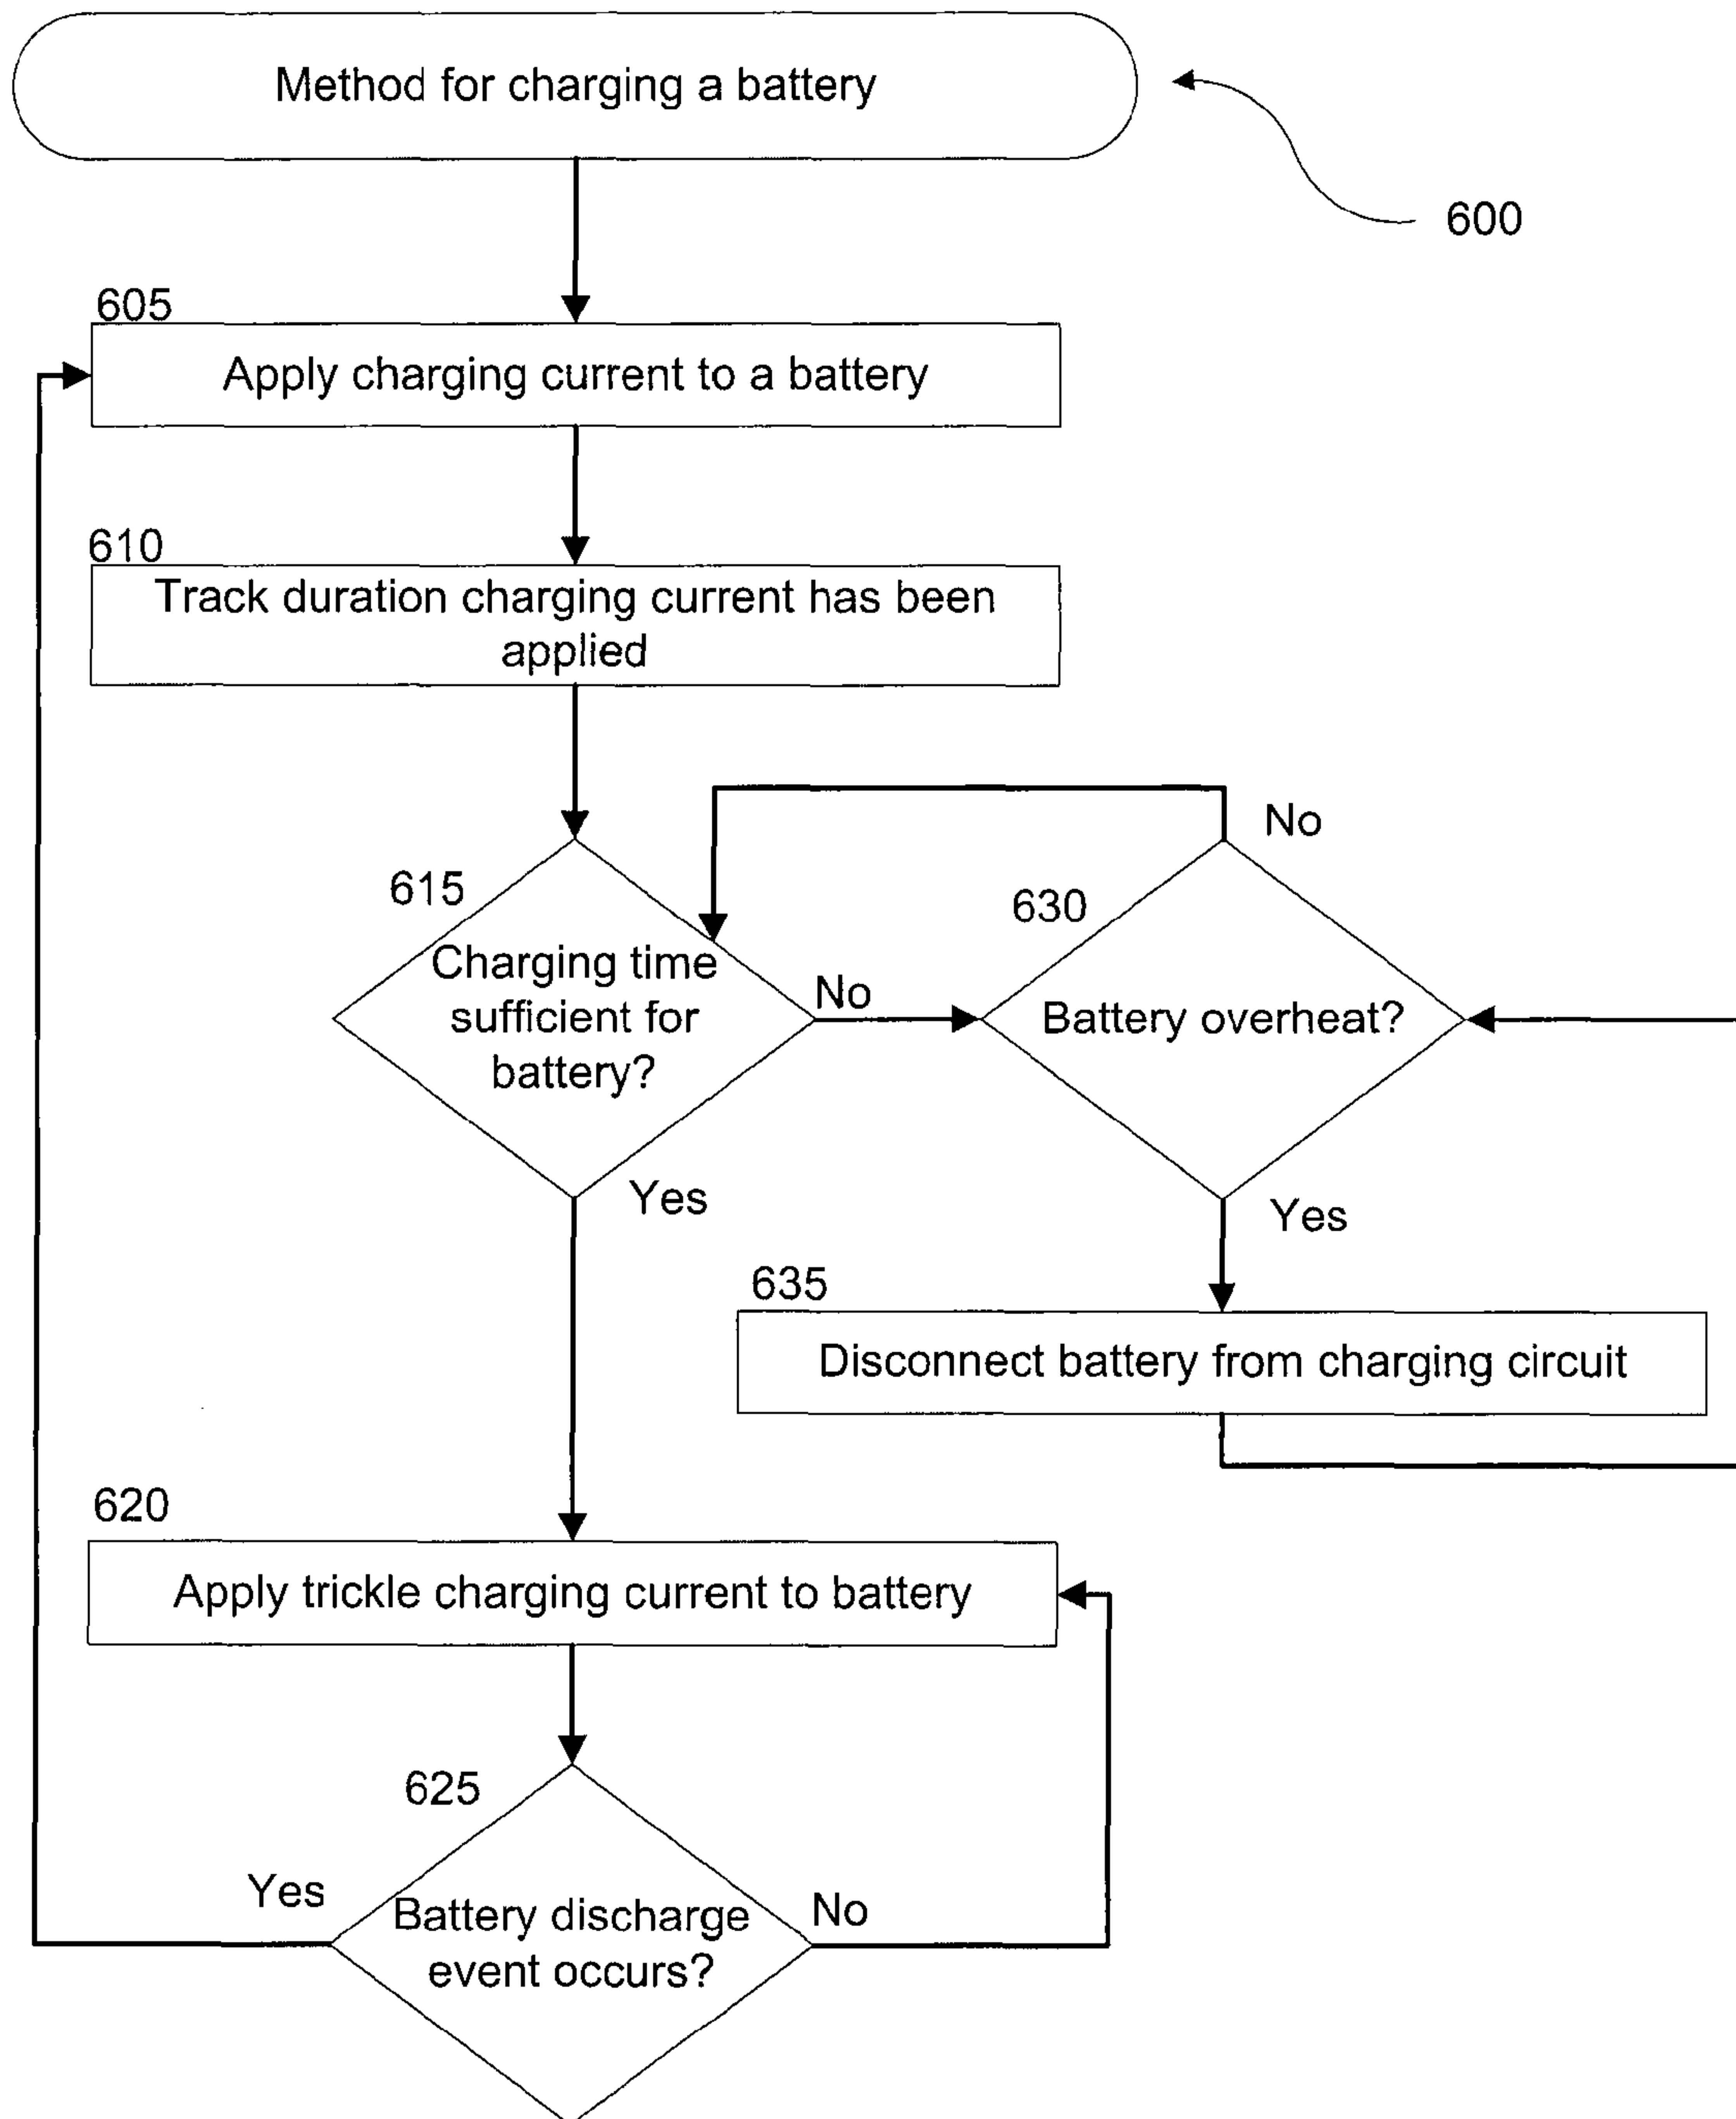 Method for charging a battery
600
605
Apply charging current to a battery
610
Track duration charging current has been
applied
615
Charging time
sufficient for
battery?
No
Yes
630
Battery overheat?
No
Yes
635
Disconnect battery from charging circuit
620
Apply trickle charging current to battery
625
Battery discharge
event occurs?
Yes
No